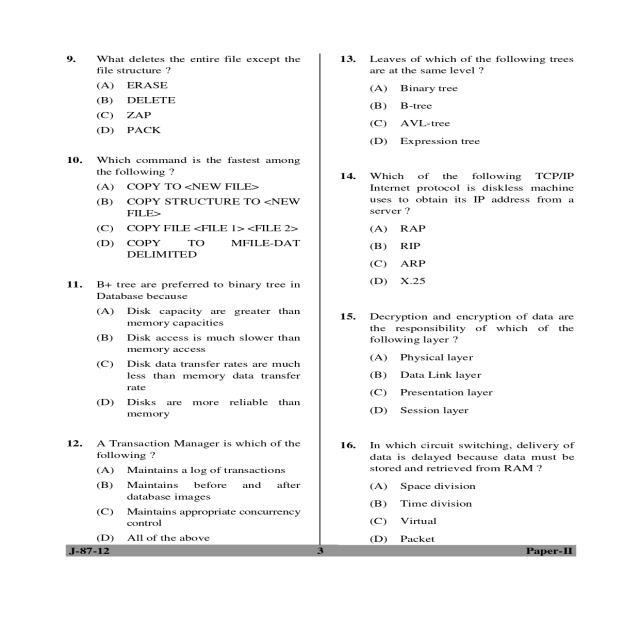 9. What deletes the entire file except the
file structure ?
(A) ERASE
(B) DELETE
(C) ZAP
(D) PACK
10. Which command is the fastest among
the following ?
(A) COPY TO <NEW FILE>
(B) COPY STRUCTURE TO <NEW
FILE>
(C) COPY FILE <FILE 1> <FILE 2>
(D) COPY TO MFILE-DAT
DELIMITED
11. B+ tree are preferred to binary tree in
Database because
(A) Disk capacity are greater than
memory capacities
(B) Disk access is much slower than
memory access
(C) Disk data transfer rates are much
less than memory data transfer
rate
(D) Disks are more reliable than
memory
12. A Transaction Manager is which of the
following ?
(A) Maintains a log of transactions
(B) Maintains before and after
database images
(C) Maintains appropriate concurrency
control
(D) All of the above
13. Leaves of which of the following trees
are at the same level ?
(A) Binary tree
(B) B-tree
(C) AVL-tree
(D) Expression tree
14. Which of the following TCP/IP
Internet protocol is diskless machine
uses to obtain its IP address from a
server ?
(A) RAP
(B) RIP
(C) ARP
(D) X.25
15. Decryption and encryption of data are
the responsibility of which of the
following layer ?
(A) Physical layer
(B) Data Link layer
(C) Presentation layer
(D) Session layer
16. In which circuit switching, delivery of
data is delayed because data must be
stored and retrieved from RAM ?
(A) Space division
(B) Time division
(C) Virtual
(D) Packet
J-87-12 3 Paper-II